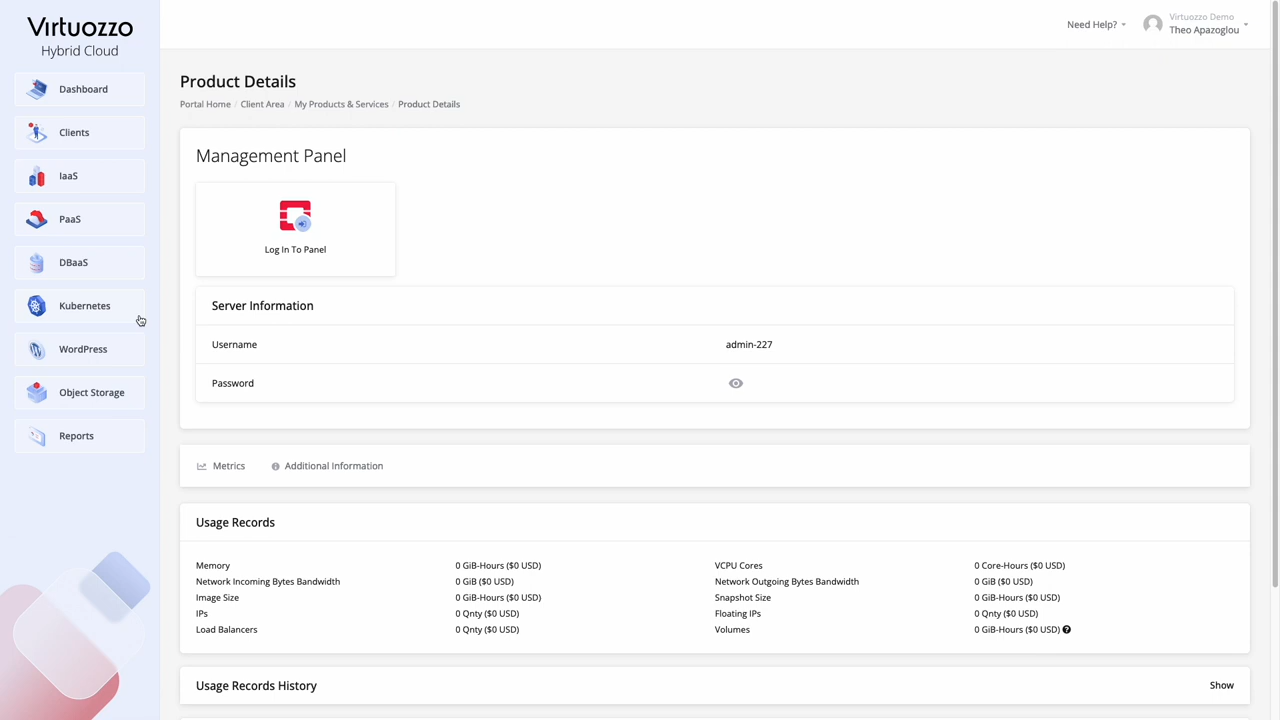 Virtuozzo
Hybrid Cloud
Dashboard
Clients
IaaS
PaaS
DBaaS
Kubernetes
WordPress
Object Storage
Reports
Need Help?
Virtuozzo Demo
Theo Apazoglou
Product Details
Portal Home / Client Area / My Products & Services / Product Details
Management Panel
Log In To Panel
Server Information
Username admin-227
Password
Metrics Additional Information
Usage Records
Memory 0 GiB-Hours ($0 USD) VCPU Cores 0 Core-Hours ($0 USD)
Network Incoming Bytes Bandwidth 0 GiB ($0 USD) Network Outgoing Bytes Bandwidth 0 GiB ($0 USD)
Image Size 0 GiB-Hours ($0 USD) Snapshot Size 0 GiB-Hours ($0 USD)
IPs 0 Qnty ($0 USD) Floating IPs 0 Qnty ($0 USD)
Load Balancers 0 Qnty ($0 USD) Volumes 0 GiB-Hours ($0 USD) ?
Usage Records History Show